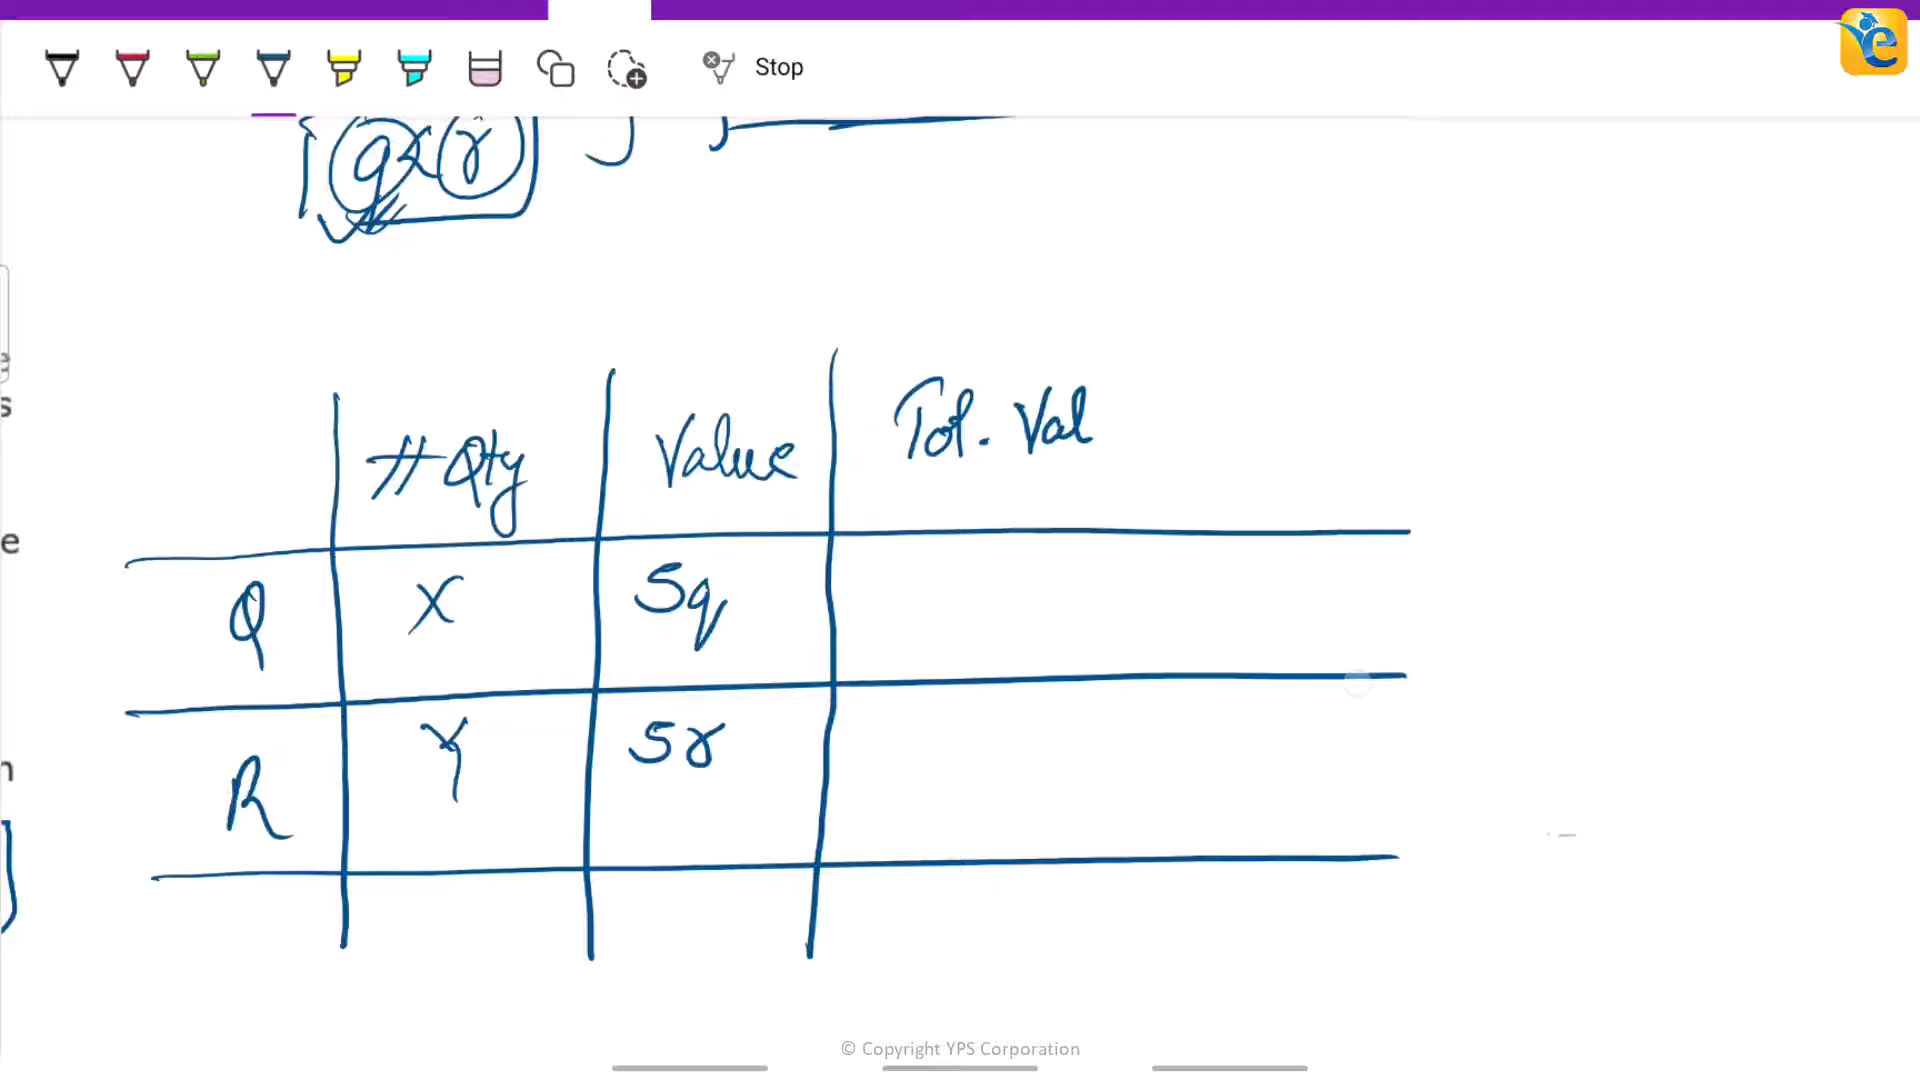 Stop
e
q<r
a
s
#Qty Value Tot. Val
e
Q X 5q
n
R Y 5r
© Copyright YPS Corporation